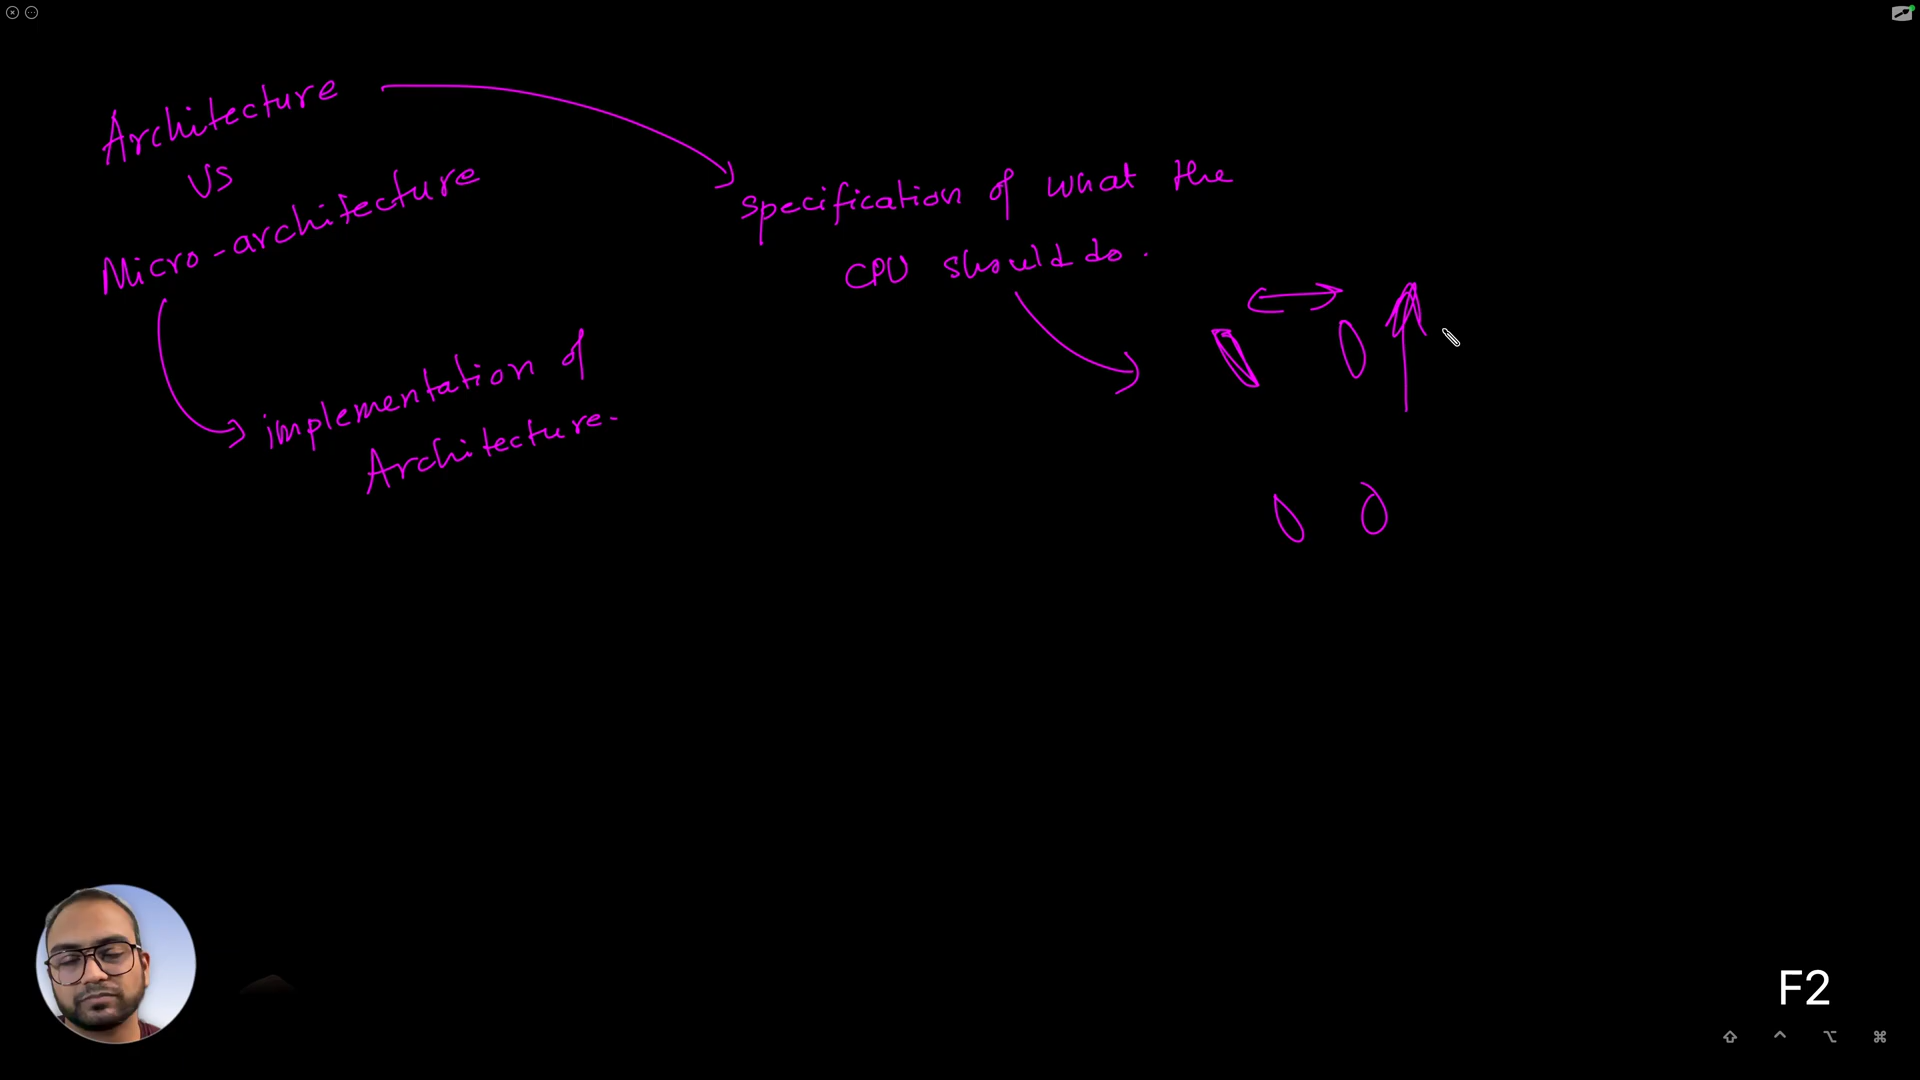 Architecture
vs
Micro-architecture
specification of what the
CPU should do.
implementation of
Architecture.
F2